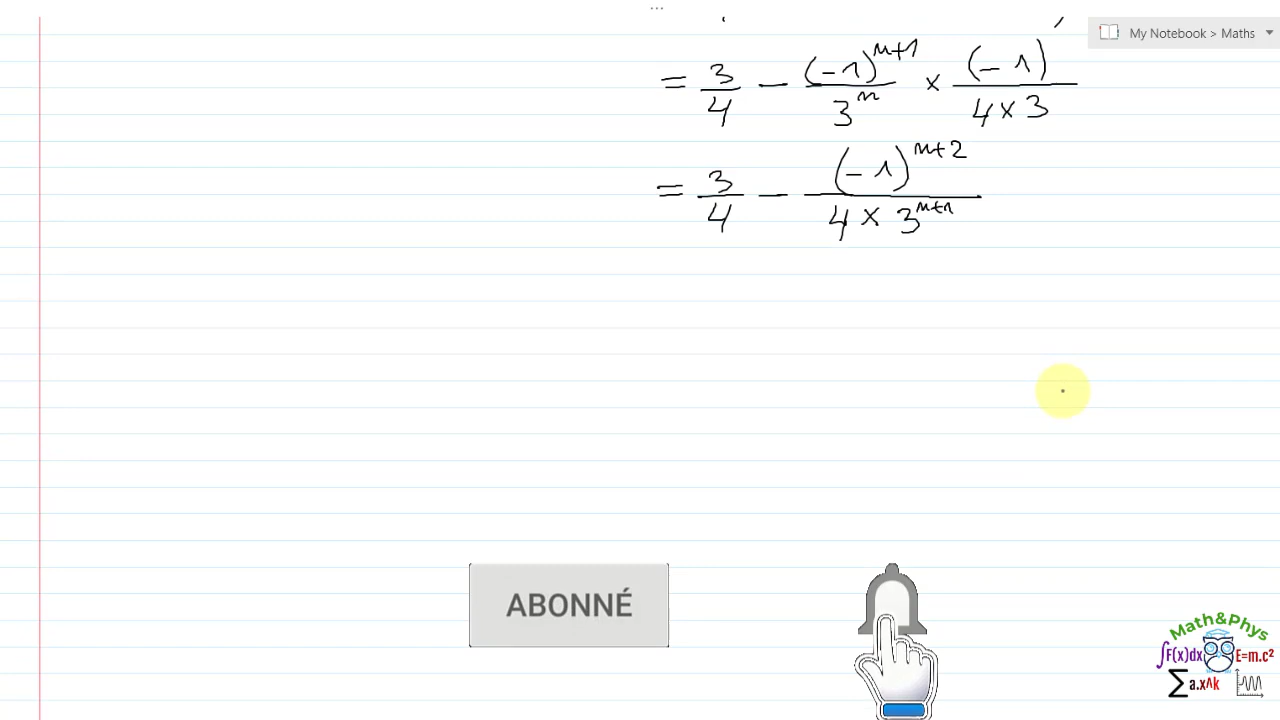 My Notebook > Maths
= 3/4 - (-1)^(n+1)/3^n × (-1)/(4×3)
= 3/4 - (-1)^(n+2)/(4 × 3^(n+1))
ABONNÉ
Math&Phys
∫F(x)dx E=m.c²
∑ a.x^k